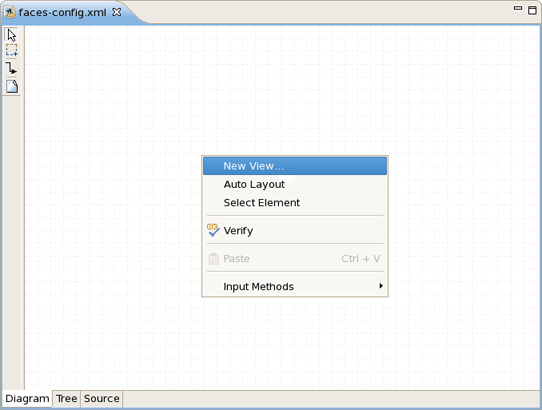 faces-config.xml
New View...
Auto Layout
Select Element
Verify
Paste Ctrl + V
Input Methods
Diagram Tree Source